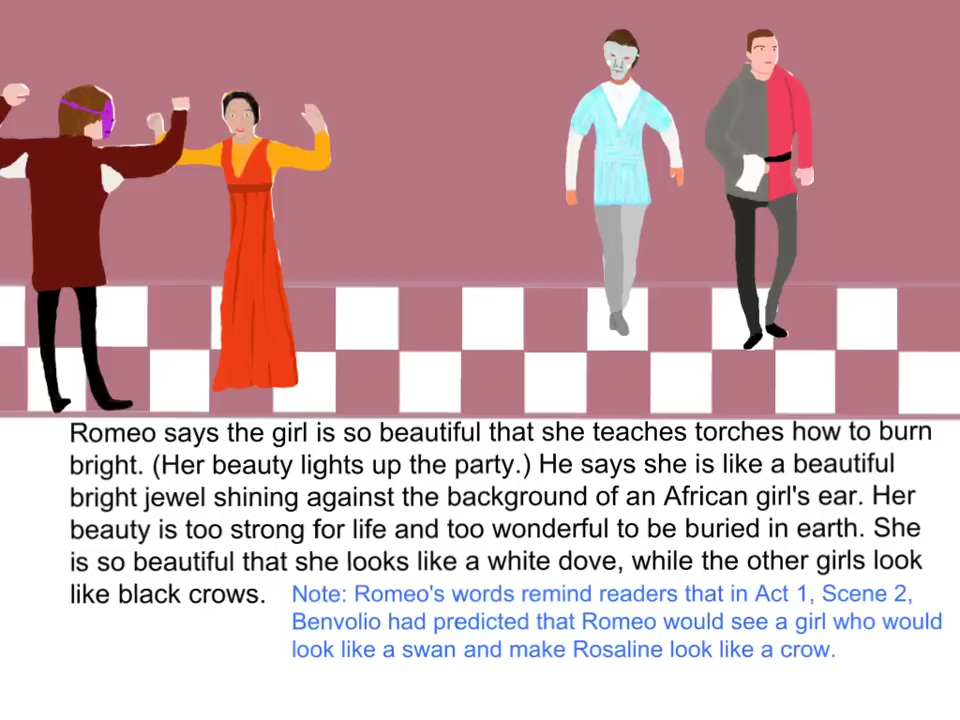 Romeo says the girl is so beautiful that she teaches torches how to burn
bright. (Her beauty lights up the party.) He says she is like a beautiful
bright jewel shining against the background of an African girl's ear. Her
beauty is too strong for life and too wonderful to be buried in earth. She
is so beautiful that she looks like a white dove, while the other girls look
like black crows.
Note: Romeo's words remind readers that in Act 1, Scene 2,
Benvolio had predicted that Romeo would see a girl who would
look like a swan and make Rosaline look like a crow.